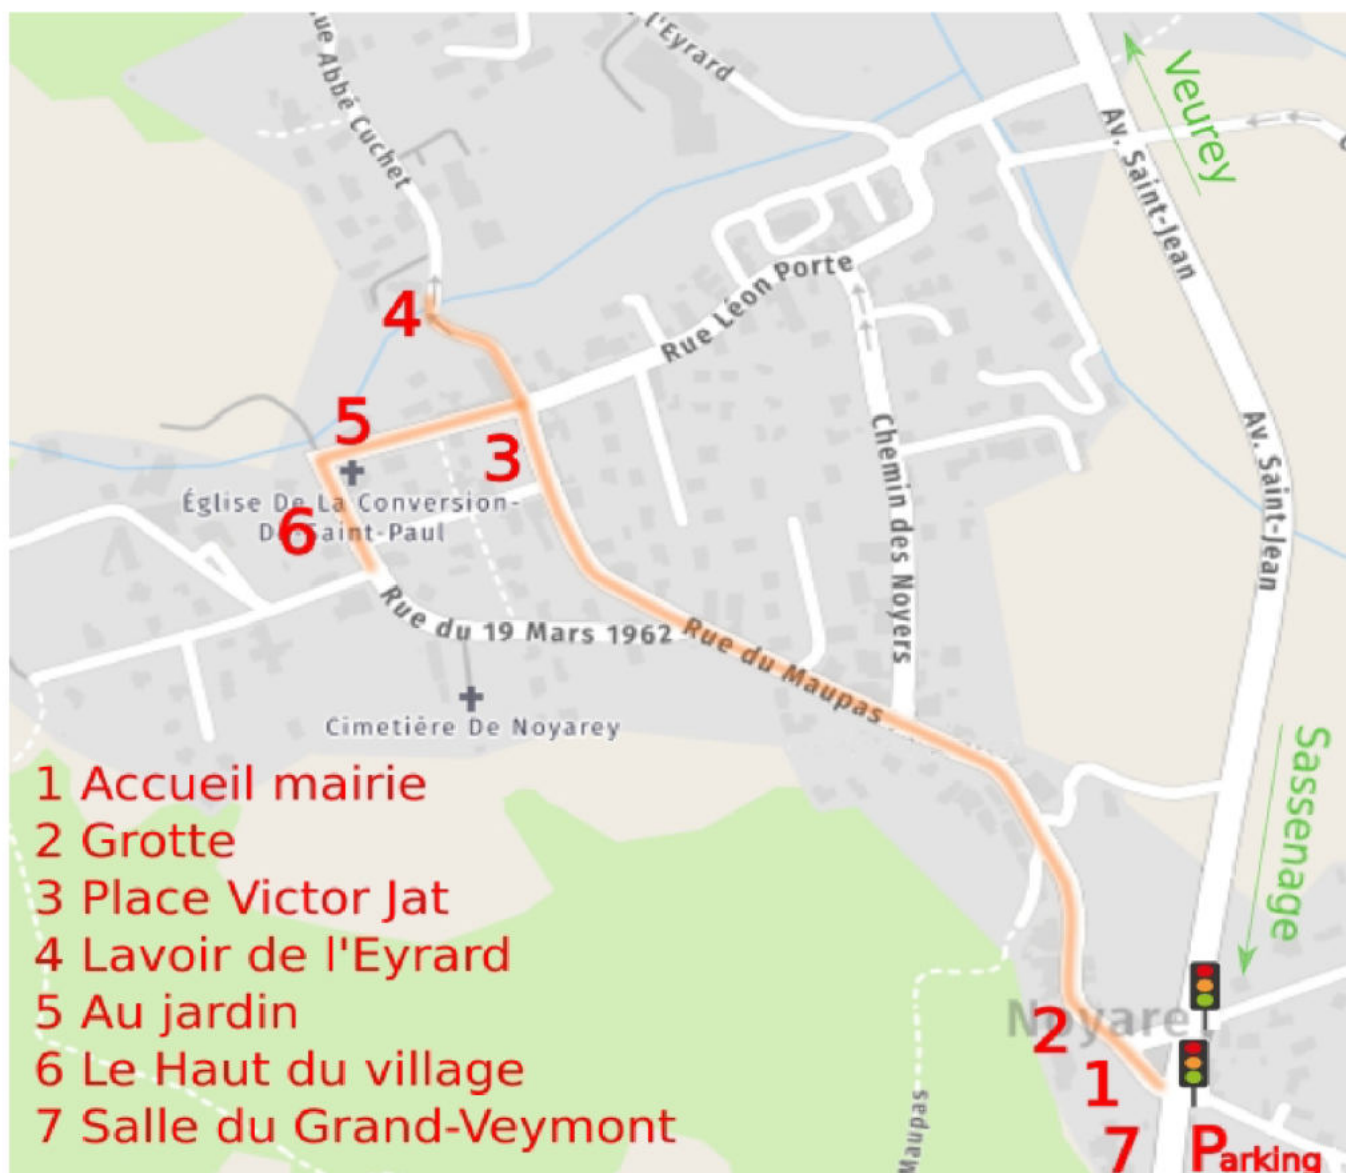 Rue Abbé Cuchet
l'Eyrard
Veurey
Av. Saint-Jean
Rue Léon Porte
4
5
3
Chemin des Noyers
Av. Saint-Jean
Église De La Conversion-
De Saint-Paul
6
Rue du 19 Mars 1962
Rue du Maupas
Cimetière De Noyarey
Sassenage
1 Accueil mairie
2 Grotte
3 Place Victor Jat
4 Lavoir de l'Eyrard
5 Au jardin
6 Le Haut du village
7 Salle du Grand-Veymont
Noyare
2
1
7
Parking
Maupas